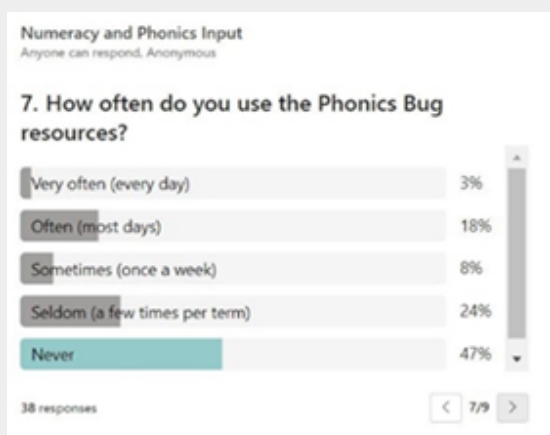 Numeracy and Phonics Input
Anyone can respond, Anonymous
7. How often do you use the Phonics Bug
resources?
Very often (every day) 3%
Often (most days) 18%
Sometimes (once a week) 8%
Seldom (a few times per term) 24%
Never 47%
38 responses 7/9